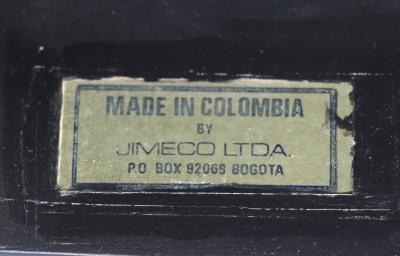 MADE IN COLOMBIA
BY
JIMECO LTDA.
P.O. BOX 92069 BOGOTA